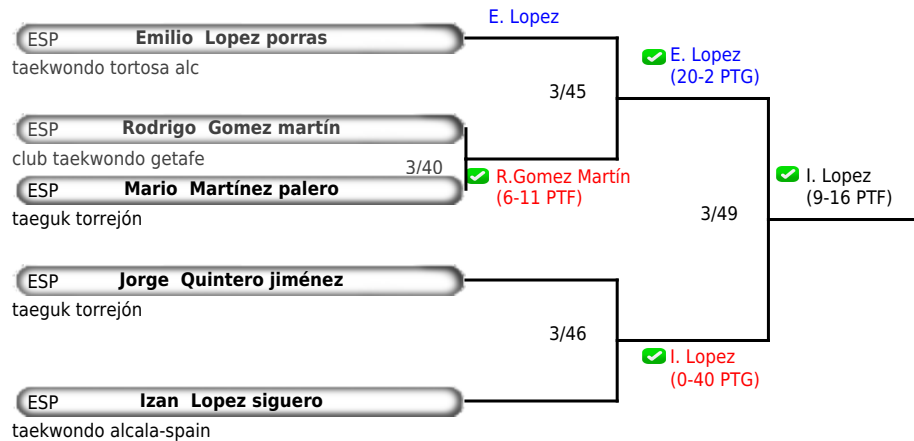 E. Lopez
ESP Emilio Lopez porras
taekwondo tortosa alc
E. Lopez
(20-2 PTG)
3/45
ESP Rodrigo Gomez martín
club taekwondo getafe
3/40
R.Gomez Martín
(6-11 PTF)
ESP Mario Martínez palero
taeguk torrejón
I. Lopez
(9-16 PTF)
3/49
ESP Jorge Quintero jiménez
taeguk torrejón
3/46
I. Lopez
(0-40 PTG)
ESP Izan Lopez siguero
taekwondo alcala-spain